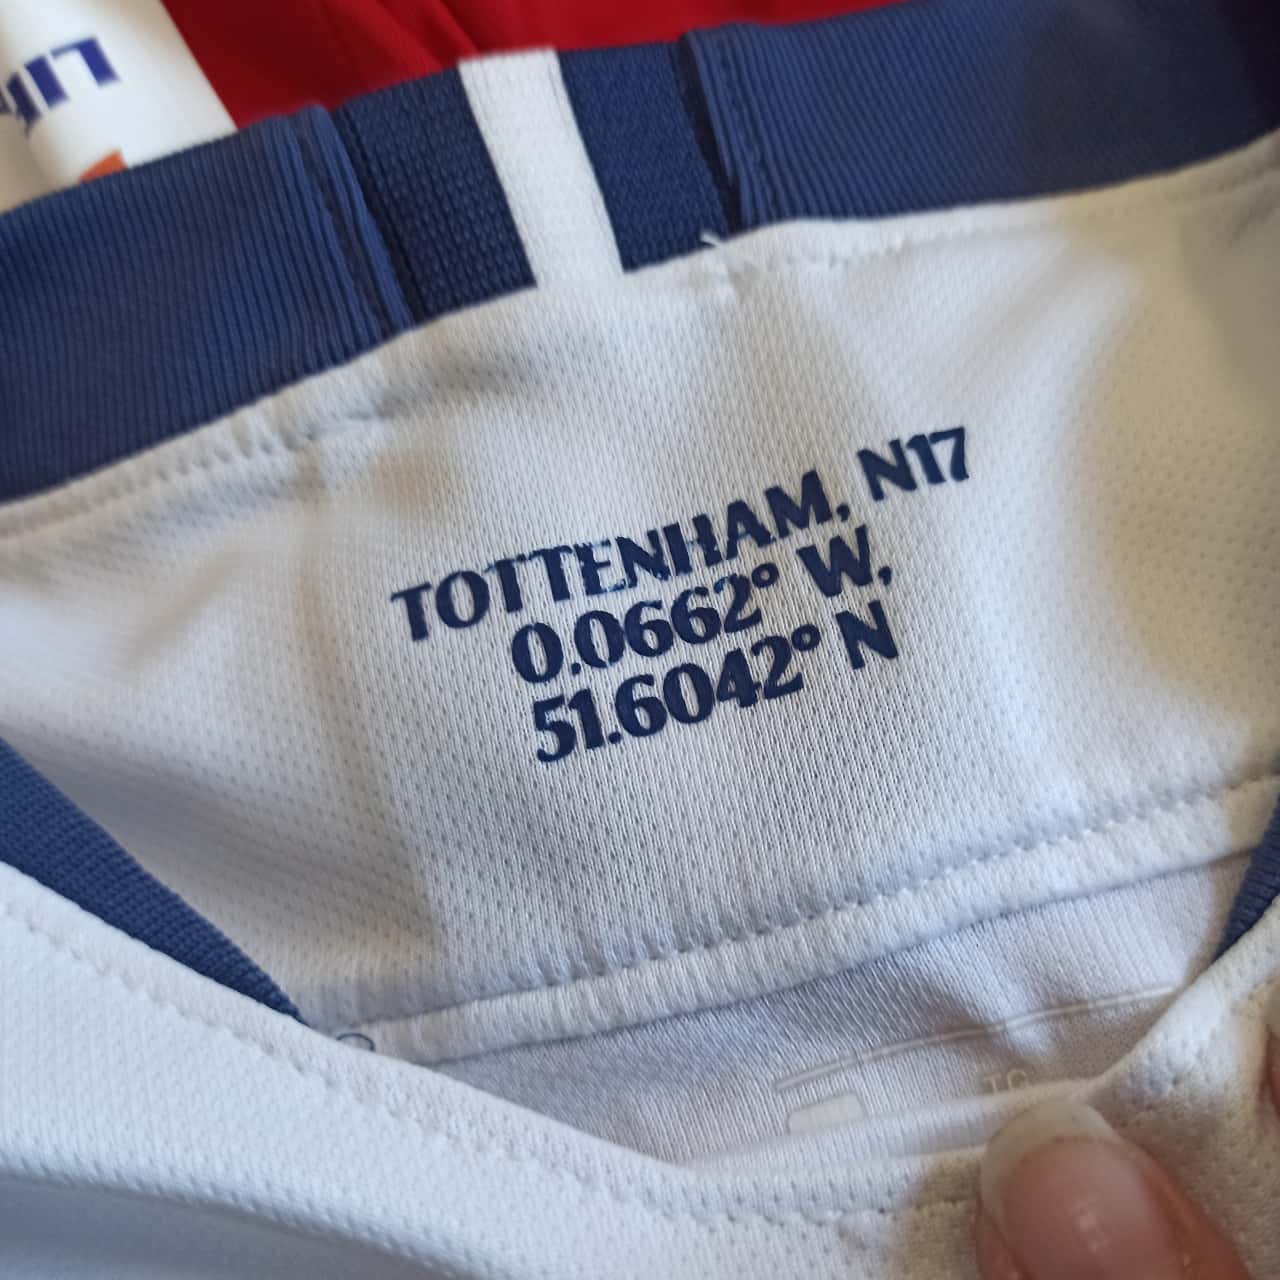 TOTTENHAM, N17
0.0662° W,
51.6042° N